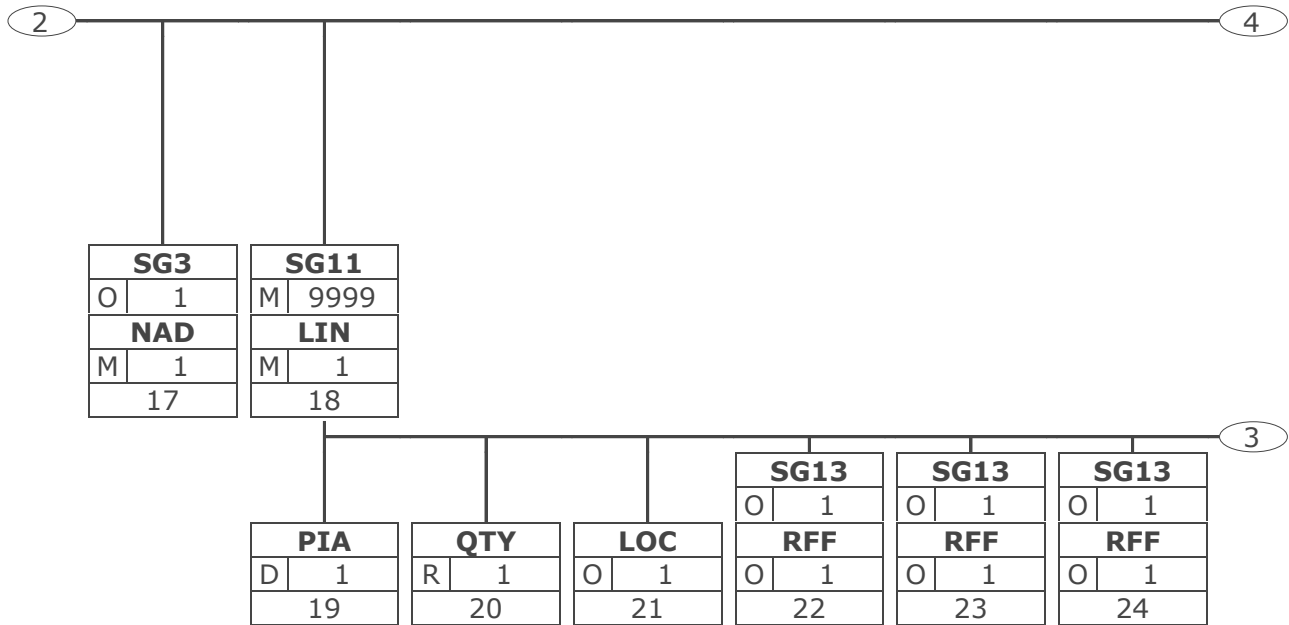 2 4
SG3 SG11
O 1 M 9999
NAD LIN
M 1 M 1
17 18
3
SG13 SG13 SG13
O 1 O 1 O 1
PIA QTY LOC RFF RFF RFF
D 1 R 1 O 1 O 1 O 1 O 1
19 20 21 22 23 24